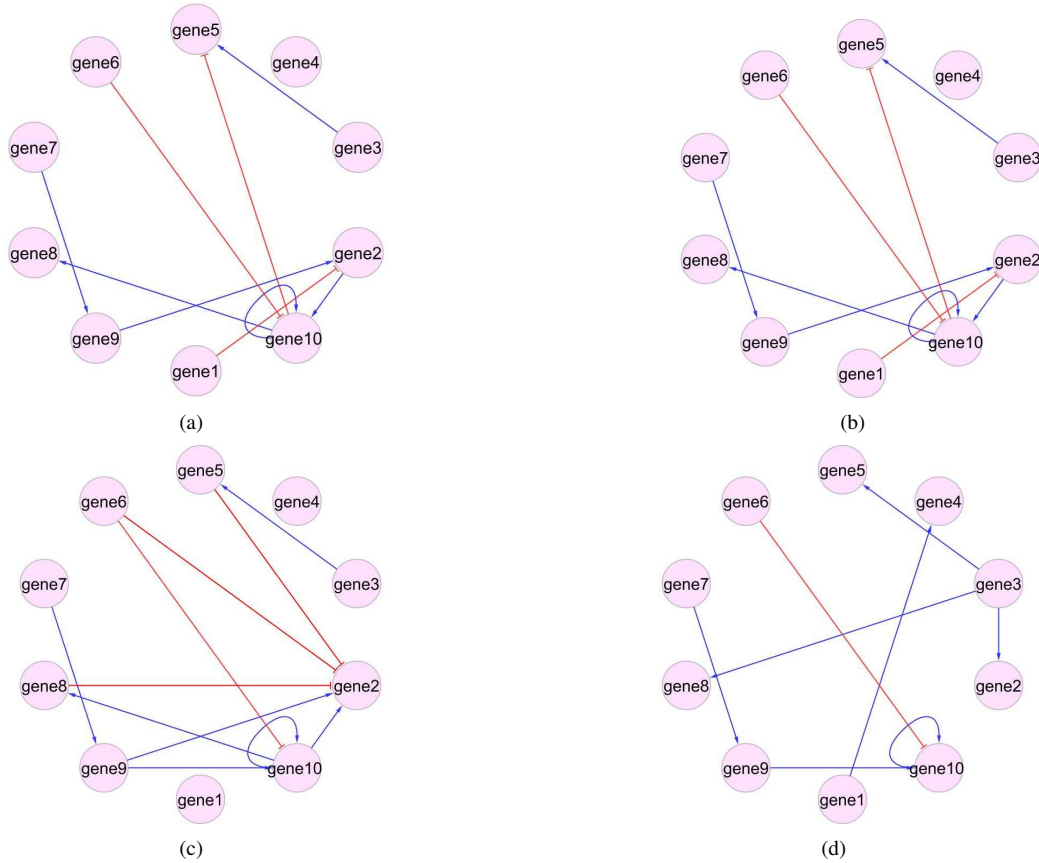 gene5
gene6
gene4
gene7
gene3
gene8
gene2
gene9
gene10
gene1
(a)
gene5
gene6
gene4
gene7
gene3
gene8
gene2
gene9
gene10
gene1
(b)
gene5
gene6
gene4
gene7
gene3
gene8
gene2
gene9
gene10
gene1
(c)
gene5
gene6
gene4
gene7
gene3
gene8
gene2
gene9
gene10
gene1
(d)